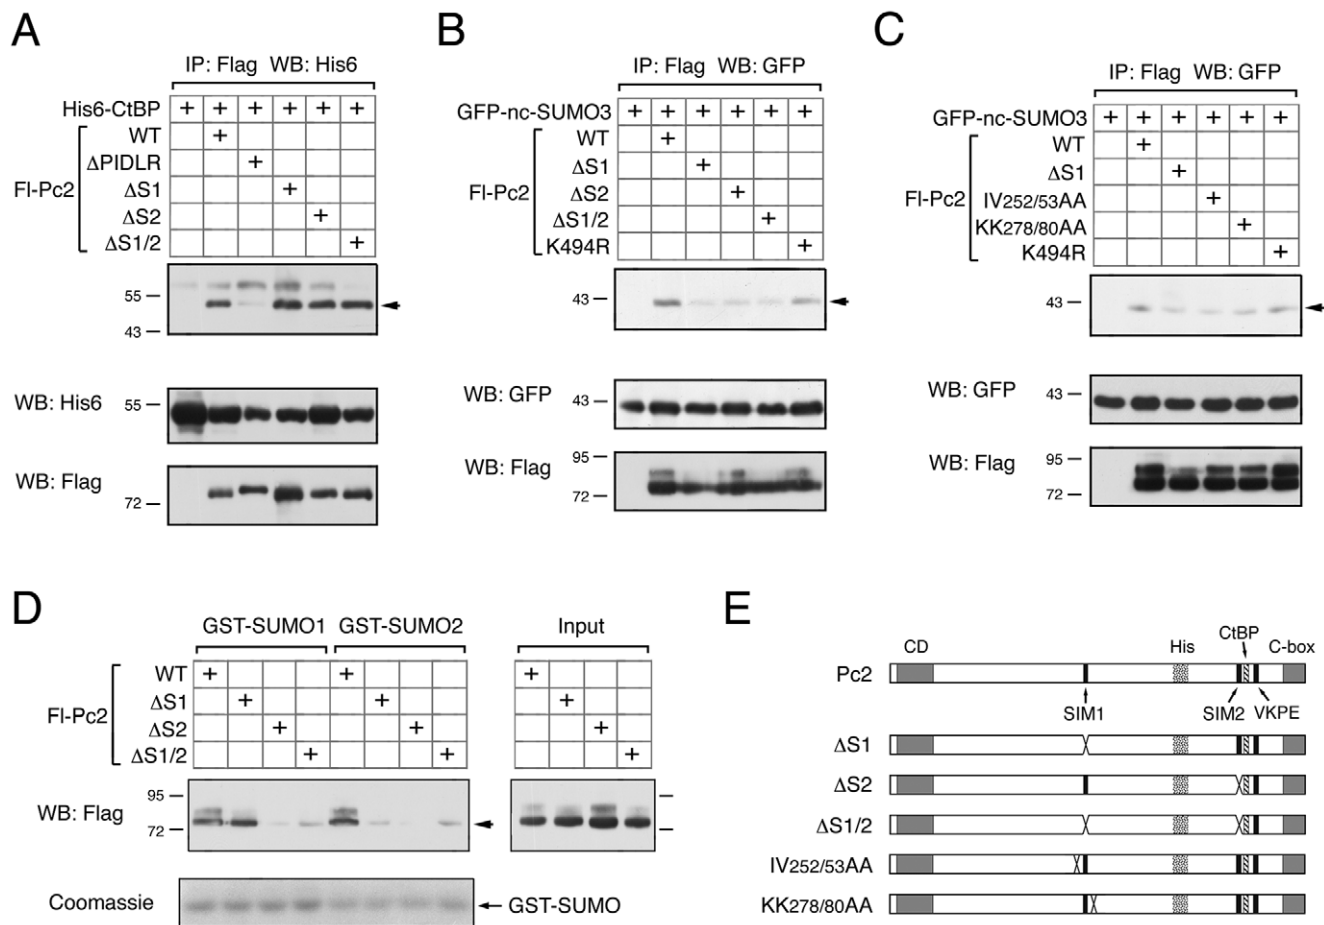 A
IP: Flag WB: His6
His6-CtBP + + + + + +
Fl-Pc2
WT +
ΔPIDLR +
ΔS1 +
ΔS2 +
ΔS1/2 +
55
43
WB: His6
55
WB: Flag
72
B
IP: Flag WB: GFP
GFP-nc-SUMO3 + + + + + +
Fl-Pc2
WT +
ΔS1 +
ΔS2 +
ΔS1/2 +
K494R +
43
WB: GFP
43
WB: Flag
95
72
C
IP: Flag WB: GFP
GFP-nc-SUMO3 + + + + + +
Fl-Pc2
WT +
ΔS1 +
IV252/53AA +
KK278/80AA +
K494R +
43
WB: GFP
43
WB: Flag
95
72
D
GST-SUMO1 GST-SUMO2 Input
Fl-Pc2
WT + + +
ΔS1 + + +
ΔS2 + + +
ΔS1/2 + + +
WB: Flag
95
72
Coomassie
GST-SUMO
E
CD His CtBP C-box
Pc2
SIM1 SIM2 VKPE
ΔS1
ΔS2
ΔS1/2
IV252/53AA
KK278/80AA